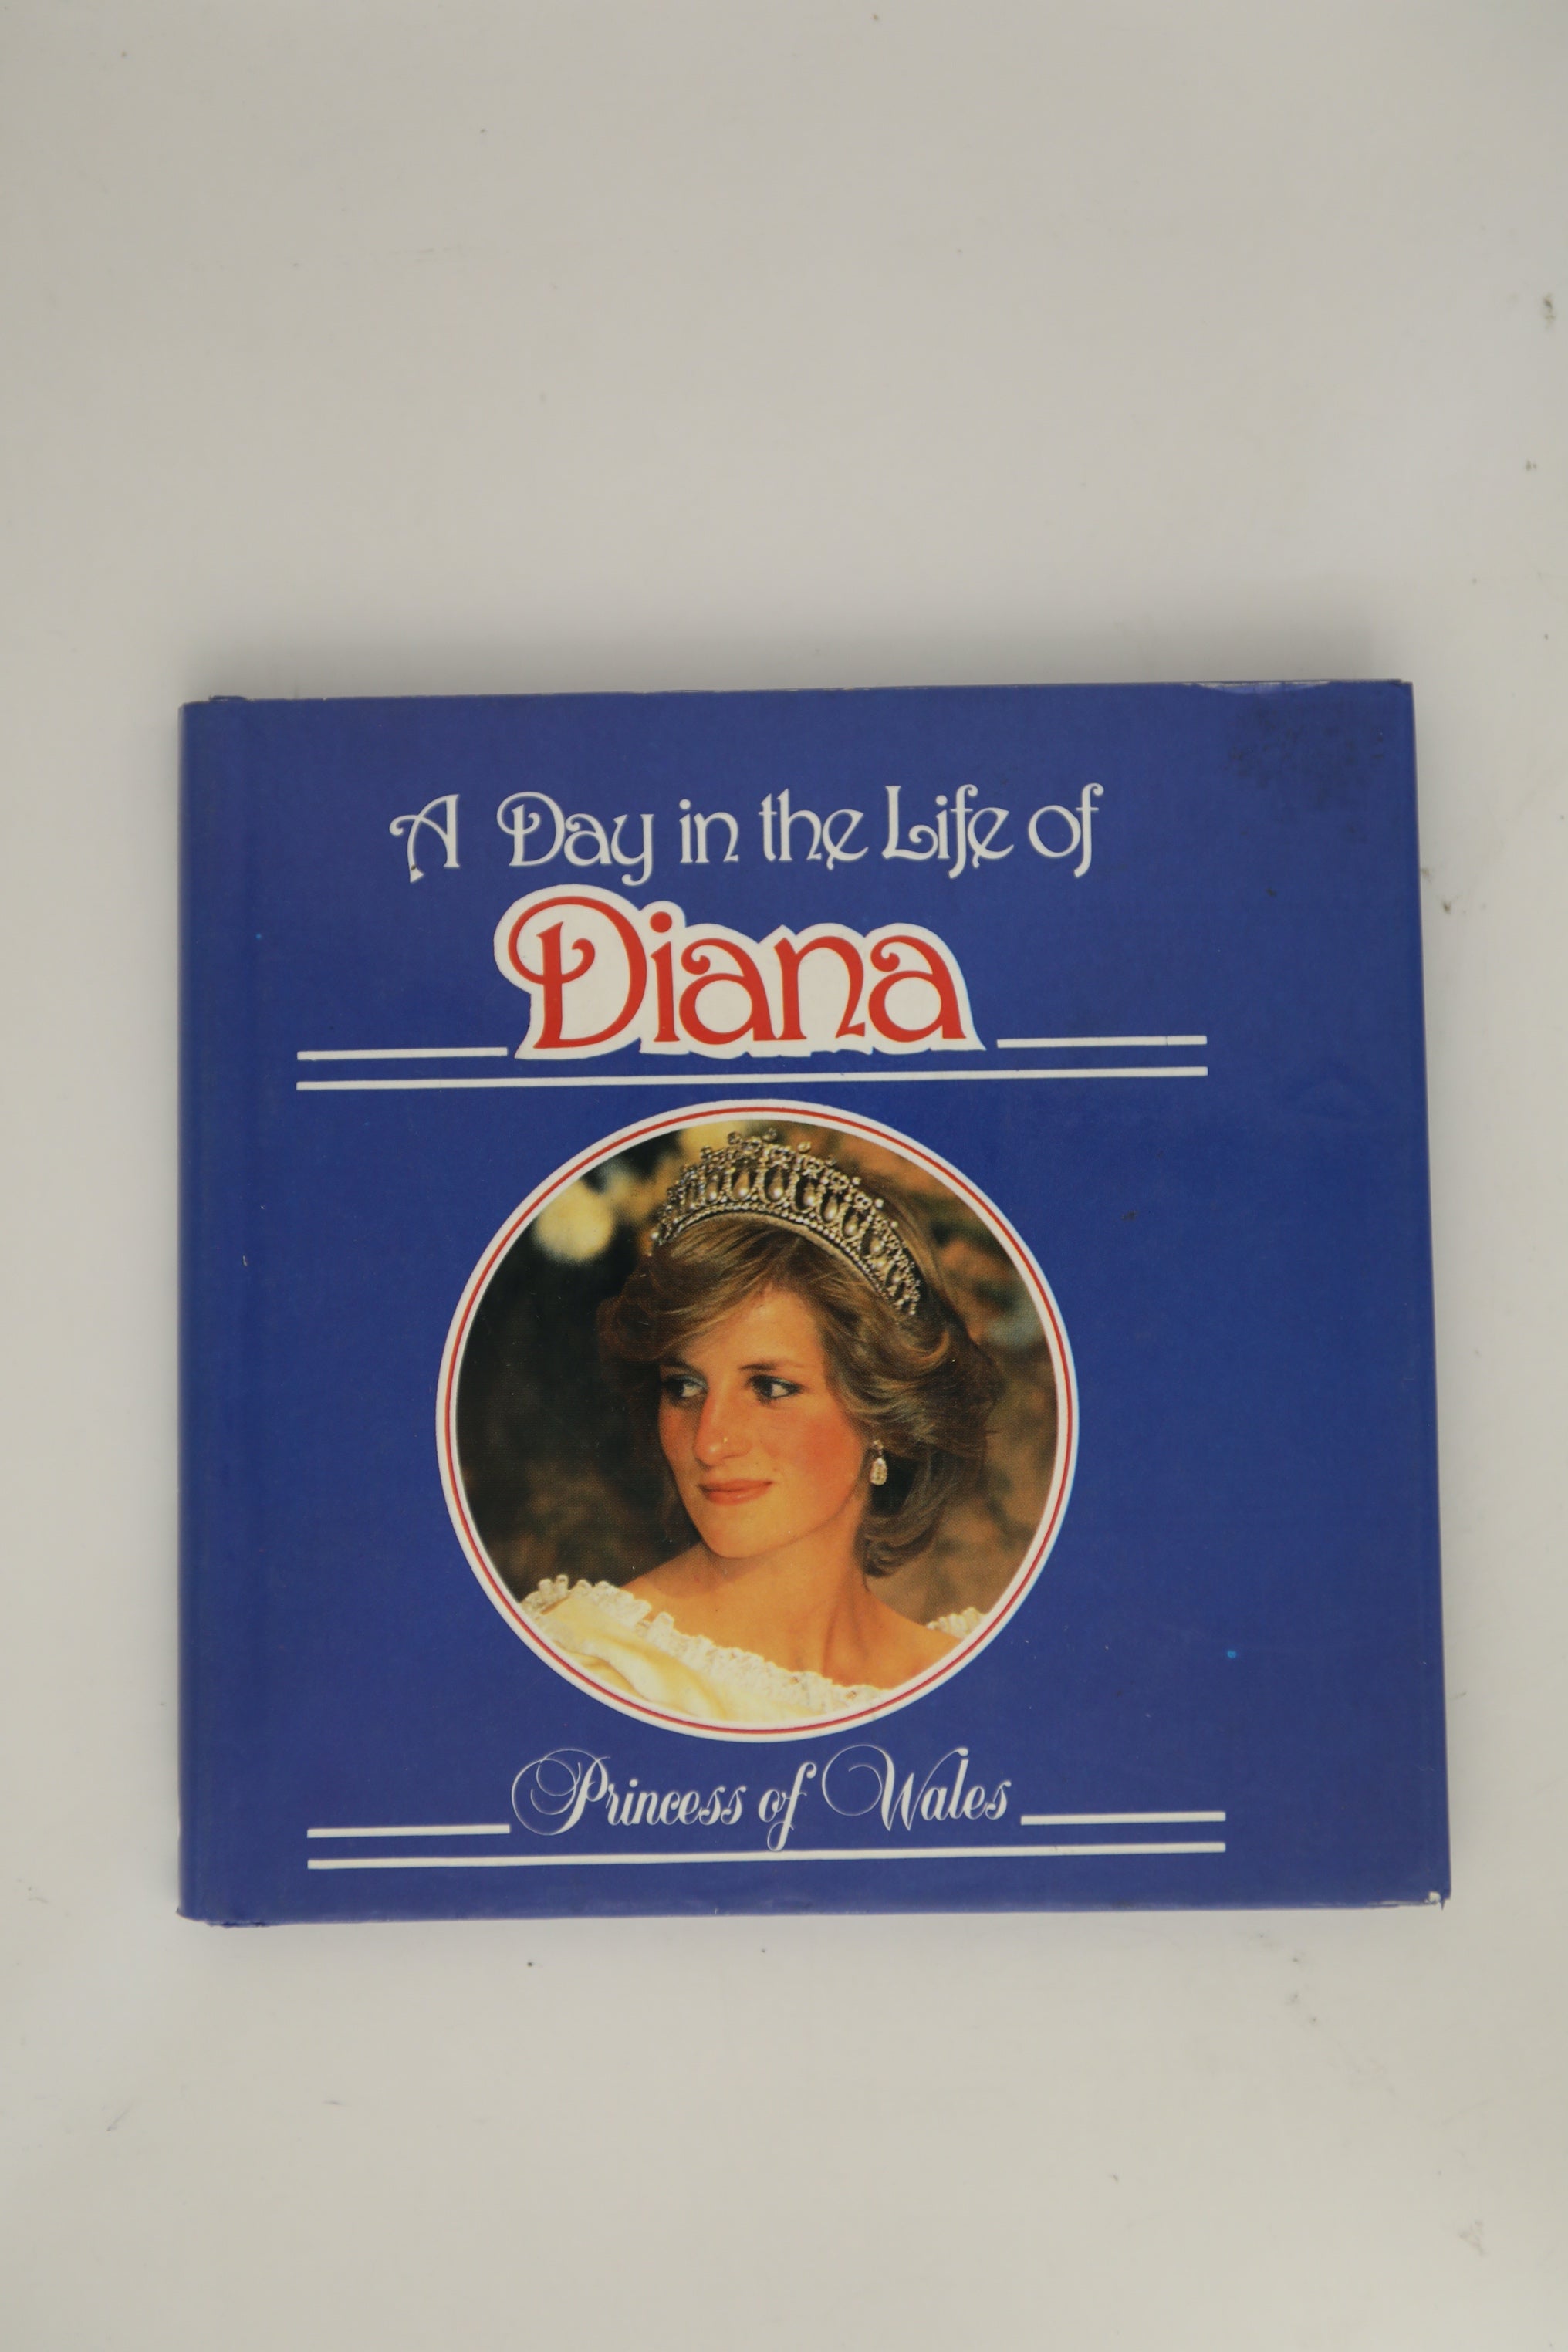 A Day in the Life of
Diana
Princess of Wales